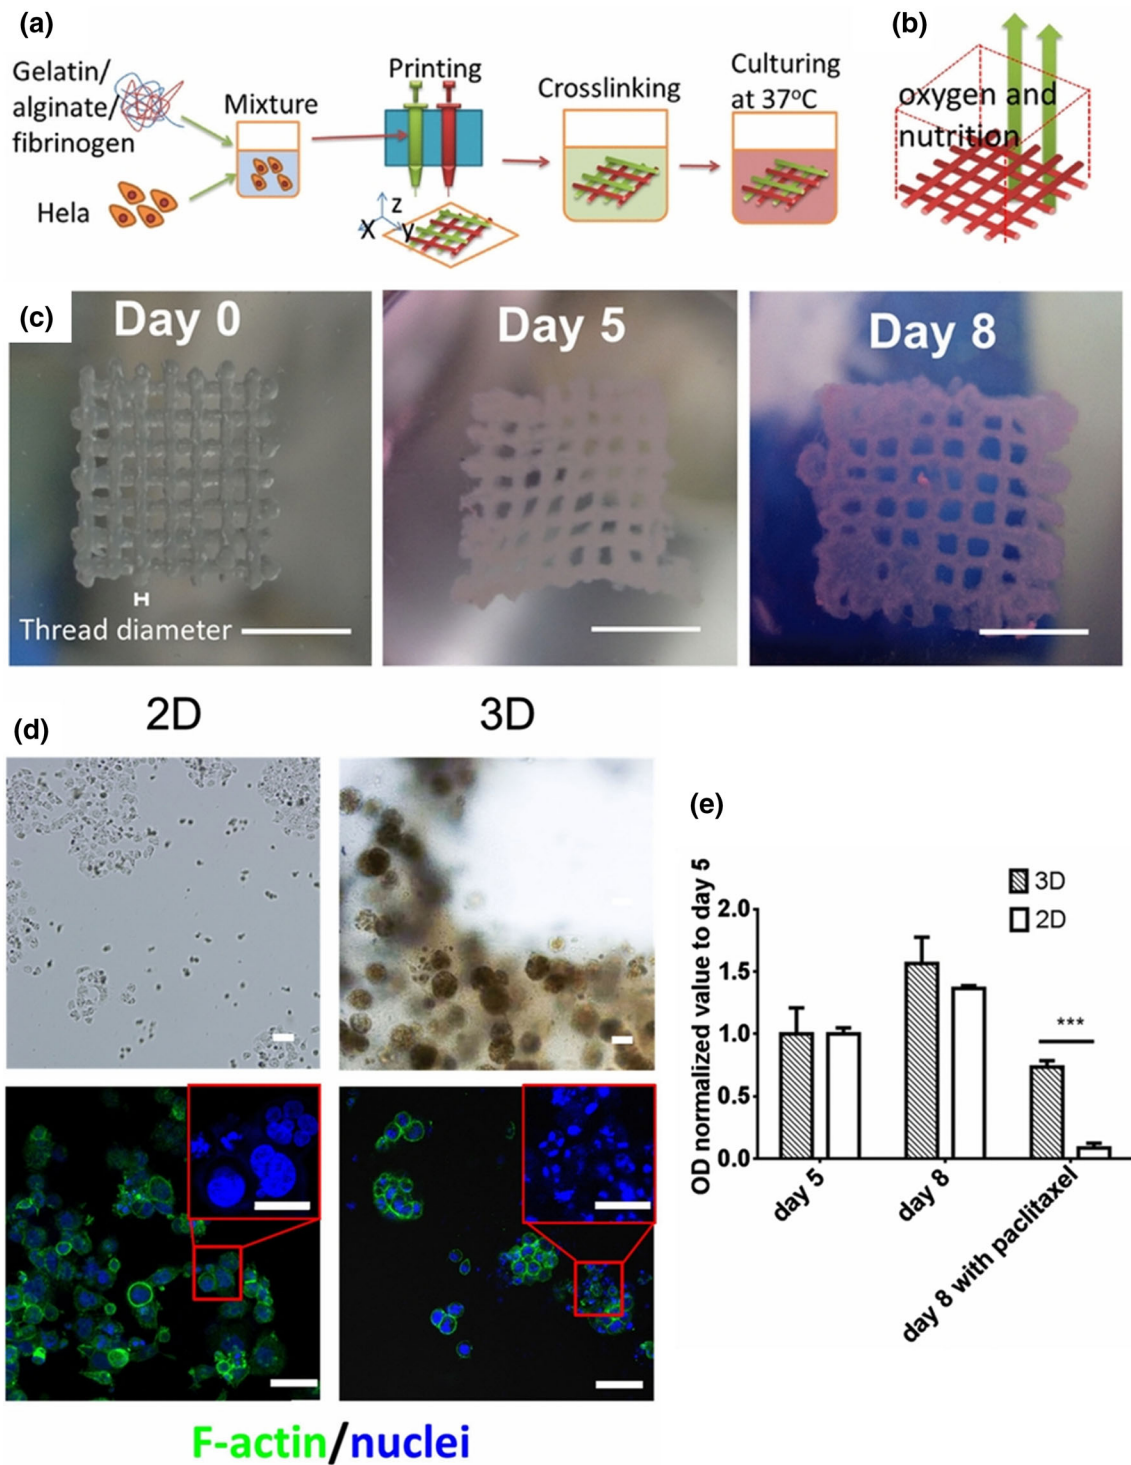 (a)
Gelatin/
alginate/
fibrinogen
Hela
Mixture
Printing
z
X
y
Crosslinking
Culturing
at 37°C
(b)
oxygen and
nutrition
(c)
Day 0
Thread diameter
Day 5
Day 8
(d)
2D
3D
F-actin/nuclei
(e)
OD normalized value to day 5
2.0
1.5
1.0
0.5
0.0
3D
2D
***
day 5
day 8
day 8 with paclitaxel